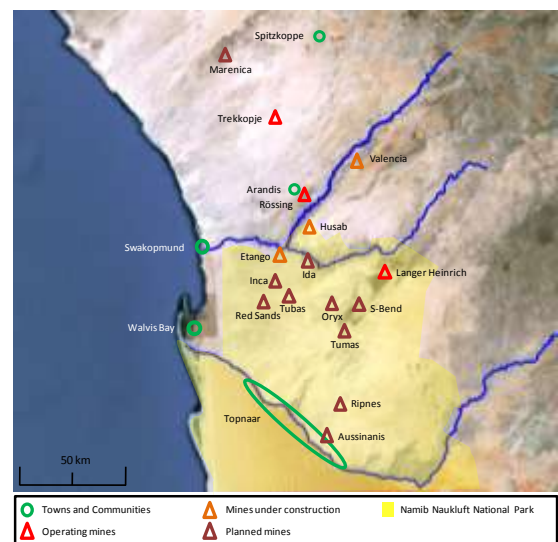 Spitzkoppe
Marenica
Trekkopje
Valencia
Arandis
Rössing
Husab
Swakopmund
Etango
Ida
Langer Heinrich
Inca
Tubas
Red Sands
Oryx
S-Bend
Walvis Bay
Tumas
Ripnes
Topnaar
Aussinanis
50 km
Towns and Communities
Mines under construction
Namib Naukluft National Park
Operating mines
Planned mines